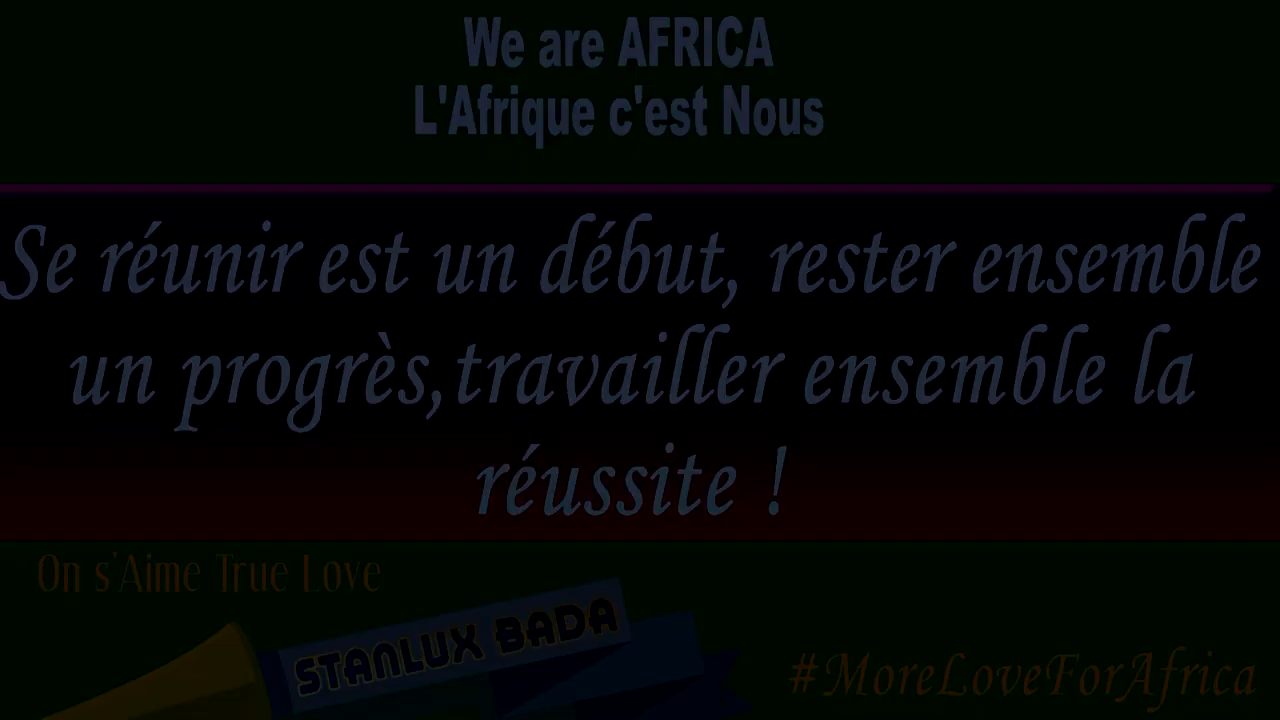 We are AFRICA
L'Afrique c'est Nous
Se réunir est un début, rester ensemble
un progrès,travailler ensemble la
réussite !
On s'Aime True Love
STANLUX BADA
#MoreLoveForAfrica